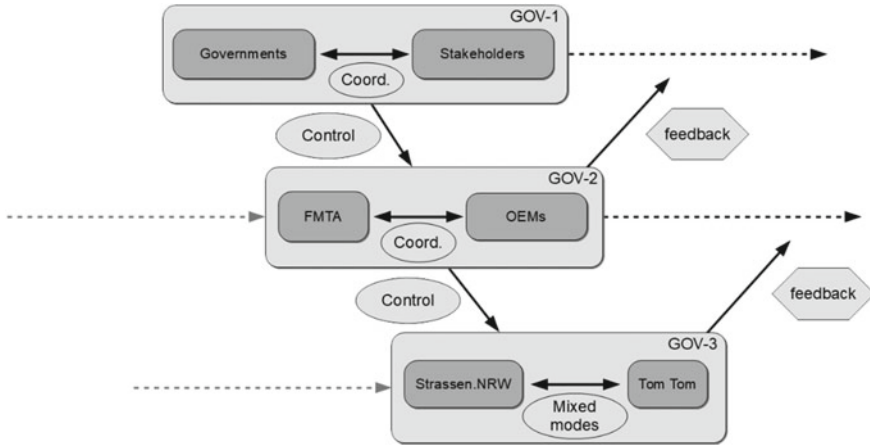 GOV-1
Governments
Stakeholders
Coord.
Control
feedback
GOV-2
FMTA
OEMs
Coord.
Control
feedback
GOV-3
Strassen.NRW
Tom Tom
Mixed
modes